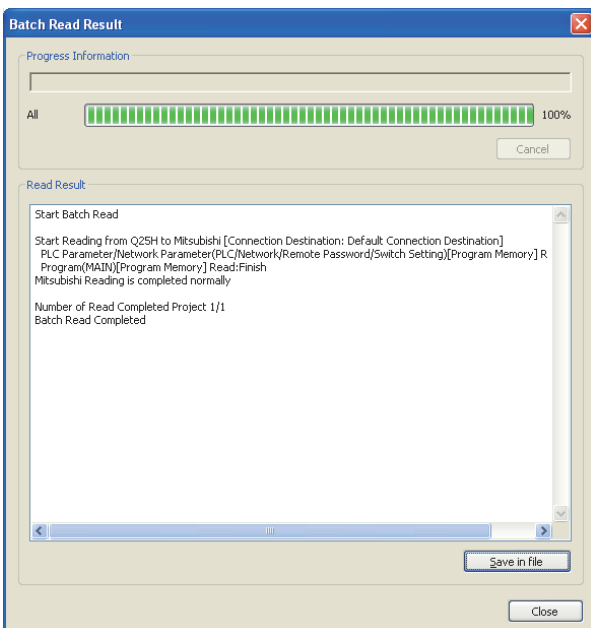 Batch Read Result
Progress Information
All 100%
Cancel
Read Result
Start Batch Read
Start Reading from Q25H to Mitsubishi [Connection Destination: Default Connection Destination]
PLC Parameter/Network Parameter(PLC/Network/Remote Password/Switch Setting)[Program Memory] R
Program(MAIN)[Program Memory] Read:Finish
Mitsubishi Reading is completed normally
Number of Read Completed Project 1/1
Batch Read Completed
Save in file
Close